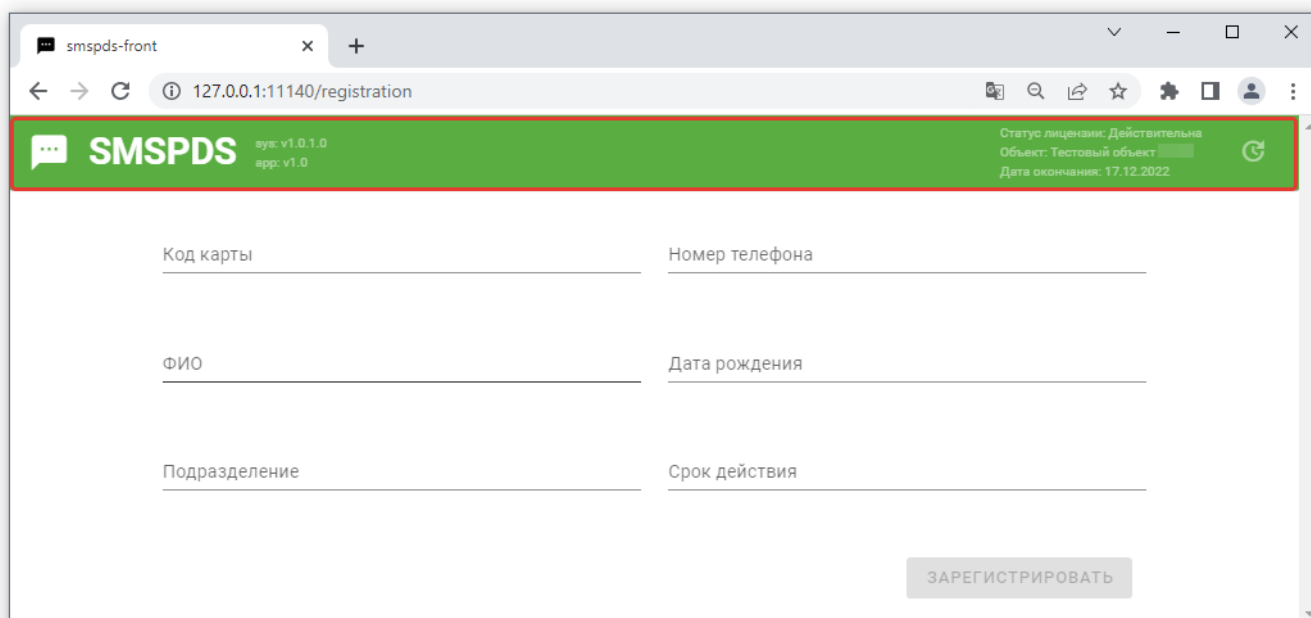 smspds-front
127.0.0.1:11140/registration
SMSPDS
sys: v1.0.1.0
app: v1.0
Статус лицензии: Действительна
Объект: Тестовый объект
Дата окончания: 17.12.2022
Код карты
Номер телефона
ФИО
Дата рождения
Подразделение
Срок действия
ЗАРЕГИСТРИРОВАТЬ